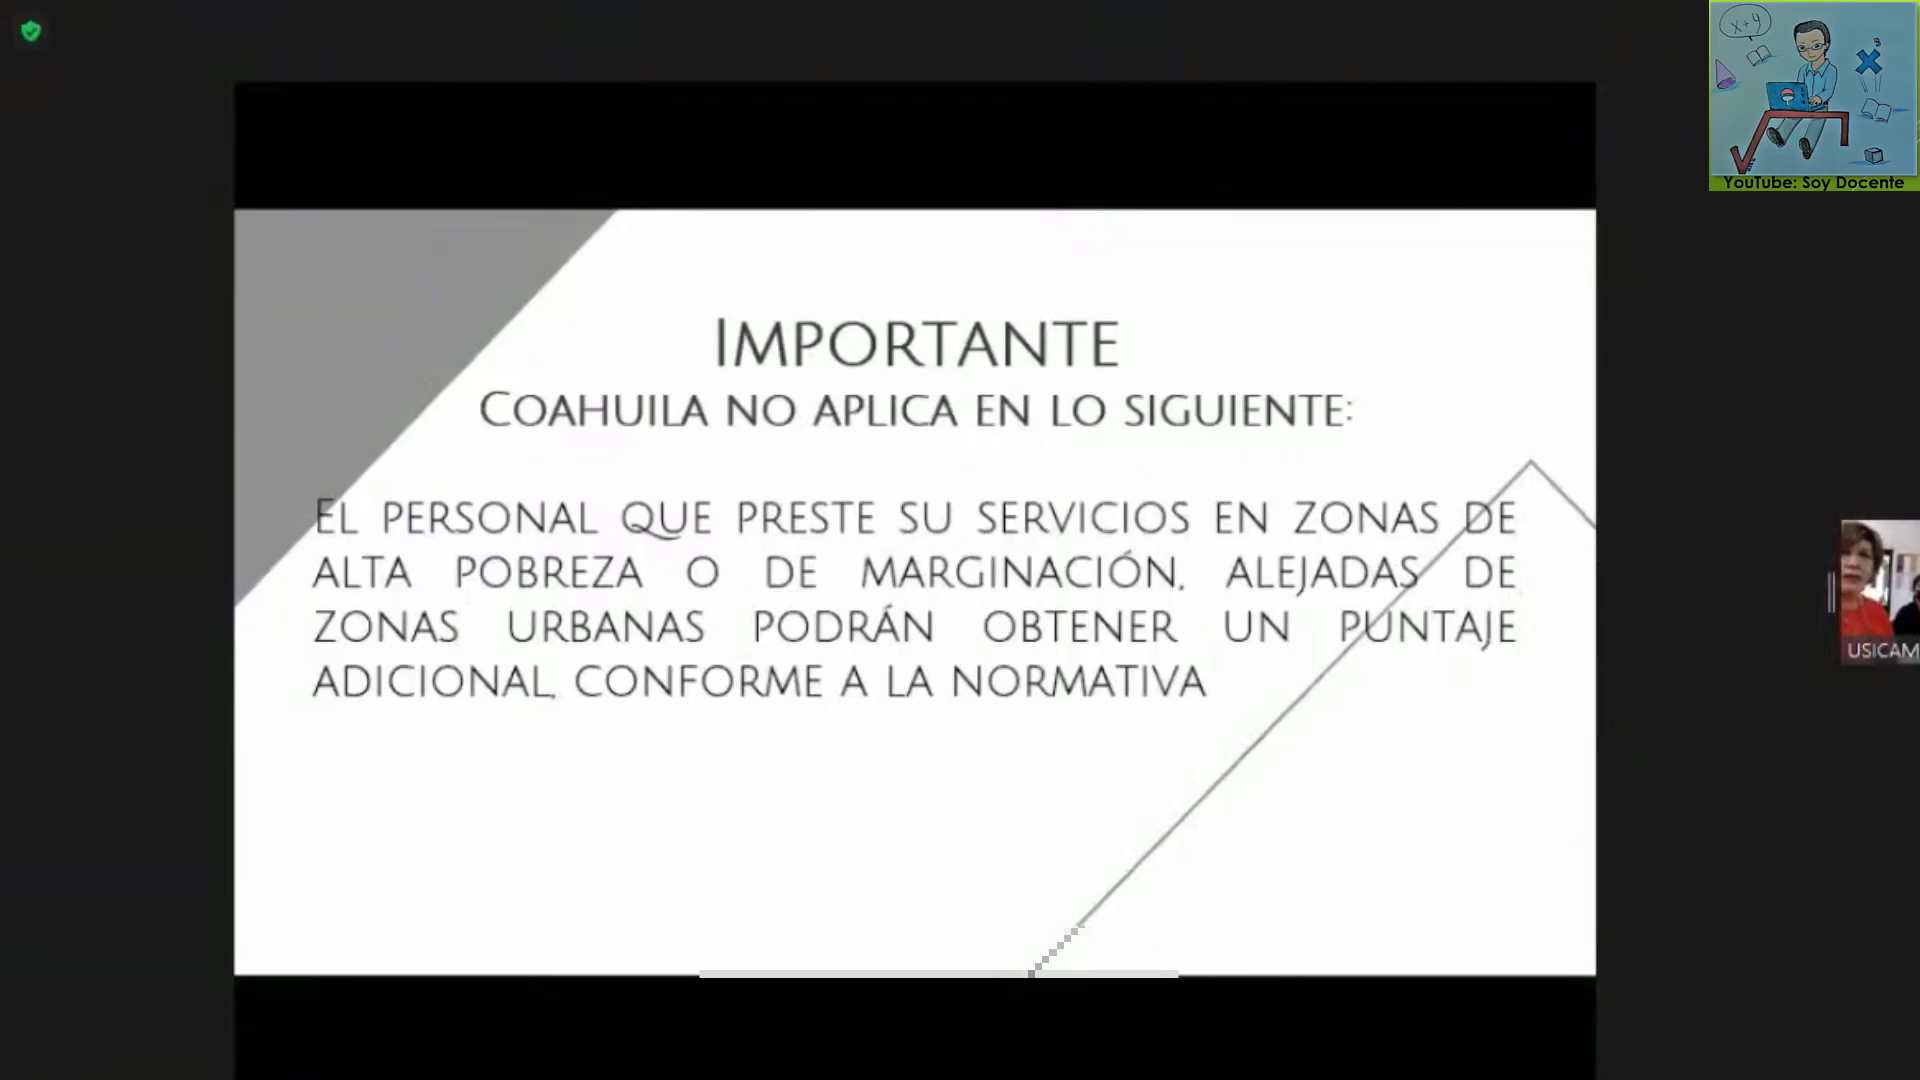 x+y
3
YouTube: Soy Docente
IMPORTANTE
COAHUILA NO APLICA EN LO SIGUIENTE:
EL PERSONAL QUE PRESTE SU SERVICIOS EN ZONAS DE
ALTA POBREZA O DE MARGINACIÓN, ALEJADAS DE
ZONAS URBANAS PODRÁN OBTENER UN PUNTAJE
ADICIONAL, CONFORME A LA NORMATIVA
USICAM